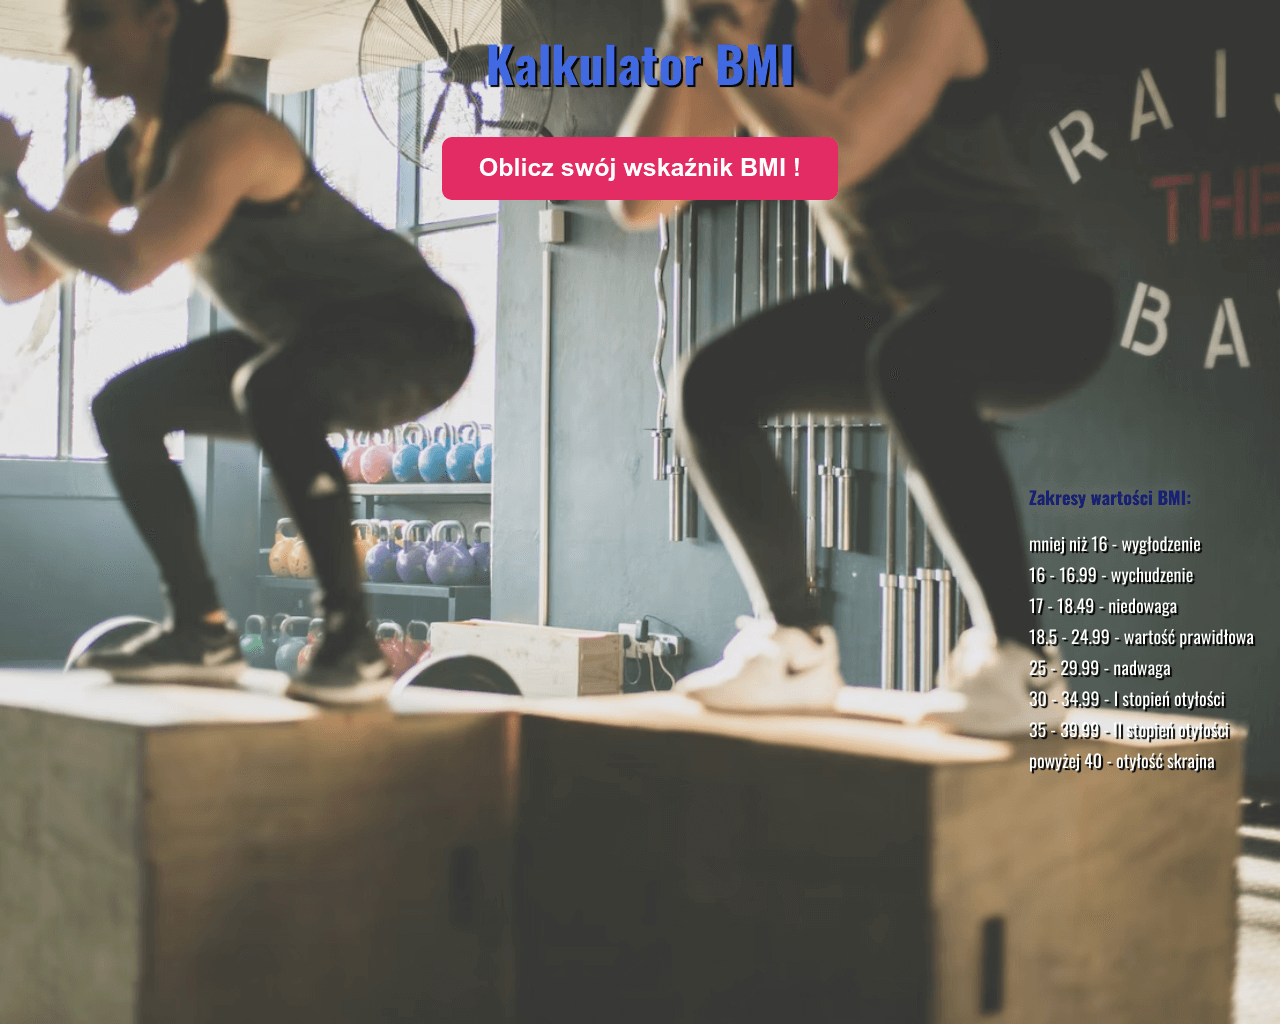 Kalkulator BMI
Oblicz swój wskaźnik BMI !
RAI
THE
BA
Zakresy wartości BMI:
mniej niż 16 - wygłodzenie
16 - 16.99 - wychudzenie
17 - 18.49 - niedowaga
18.5 - 24.99 - wartość prawidłowa
25 - 29.99 - nadwaga
30 - 34.99 - I stopień otyłości
35 - 39.99 - II stopień otyłości
powyżej 40 - otyłość skrajna